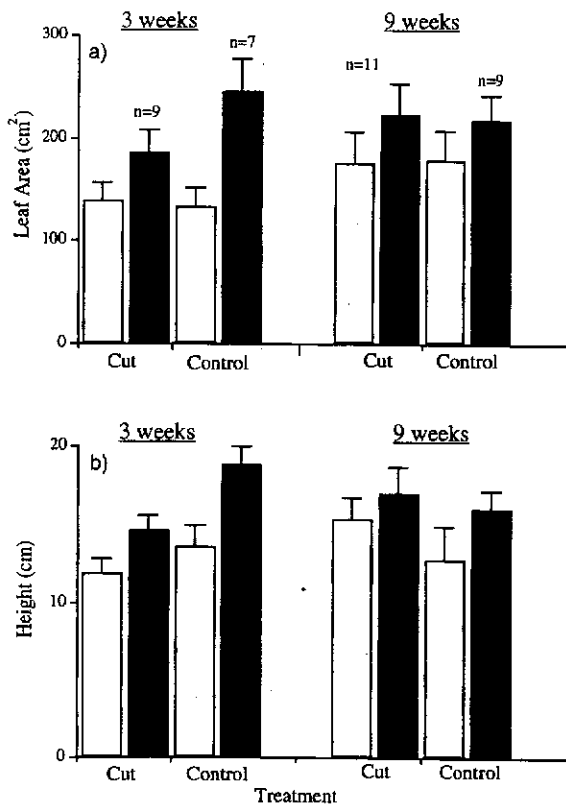 3 weeks
9 weeks
a)
n=9
n=7
n=11
n=9
300
200
100
0
Leaf Area (cm²)
Cut
Control
Cut
Control
3 weeks
9 weeks
b)
20
10
0
Height (cm)
Cut
Control
Cut
Control
Treatment